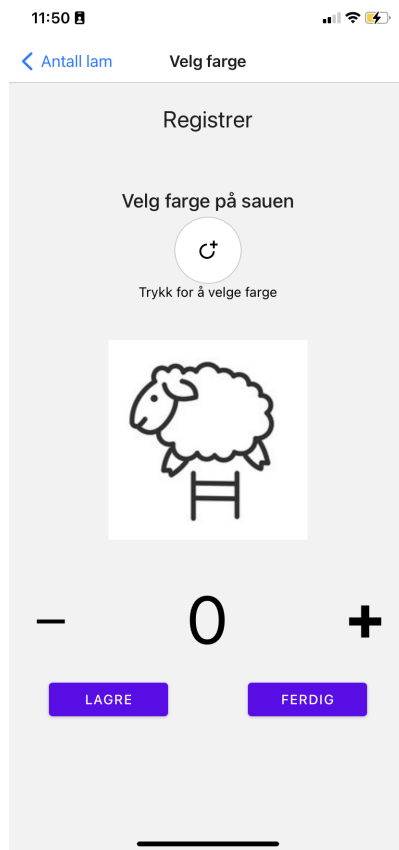 11:50
Antall lam
Velg farge
Registrer
Velg farge på sauen
Trykk for å velge farge
0
LAGRE
FERDIG